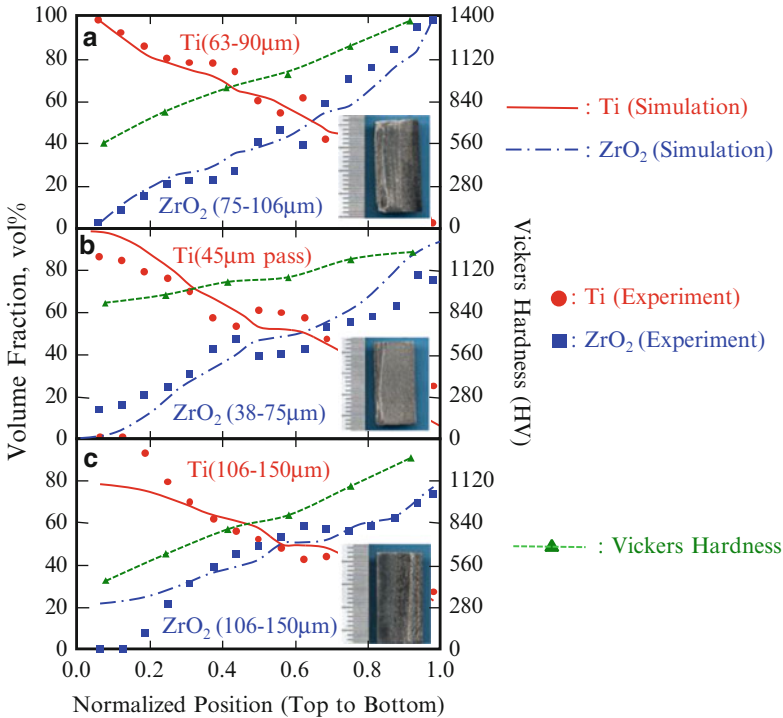 100
80
60
40
20
0
a
Ti(63-90μm)
ZrO2 (75-106μm)
1400
1120
840
560
280
0
b
Ti(45μm pass)
ZrO2 (38-75μm)
80
60
40
20
0
1120
840
560
280
0
c
Ti(106-150μm)
ZrO2 (106-150μm)
80
60
40
20
0
1120
840
560
280
0
0.0 0.2 0.4 0.6 0.8 1.0
Normalized Position (Top to Bottom)
Volume Fraction, vol%
Vickers Hardness (HV)
: Ti (Simulation)
: ZrO2 (Simulation)
: Ti (Experiment)
: ZrO2 (Experiment)
: Vickers Hardness